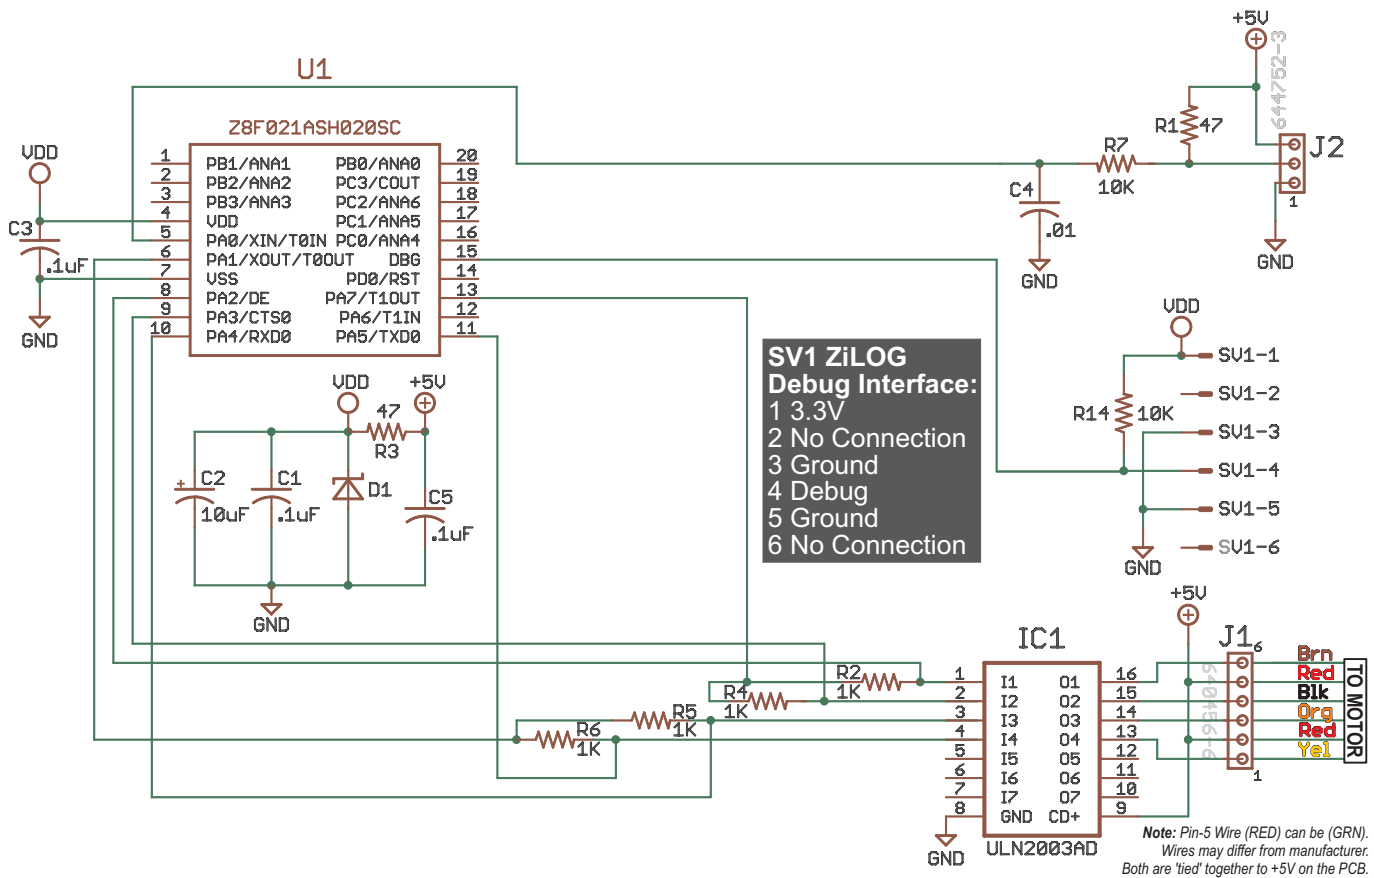 U1
Z8F021ASH020SC
1 PB1/ANA1 PB0/ANA0 20
2 PB2/ANA2 PC3/COUT 19
3 PB3/ANA3 PC2/ANA6 18
4 VDD PC1/ANA5 17
5 PA0/XIN/T0IN PC0/ANA4 16
6 PA1/XOUT/T0OUT DBG 15
7 VSS PD0/RST 14
8 PA2/DE PA7/T1OUT 13
9 PA3/CTS0 PA6/T1IN 12
10 PA4/RXD0 PA5/TXD0 11
VDD
C3
.1uF
GND
+5V
644752-3
R1 47
J2
R7
10K
1
C4
.01
GND
GND
VDD
SV1-1
SV1-2
R14 10K
SV1-3
SV1-4
SV1-5
SV1-6
GND
SV1 ZiLOG
Debug Interface:
1 3.3V
2 No Connection
3 Ground
4 Debug
5 Ground
6 No Connection
VDD +5V
47
R3
C2 C1 D1 C5
10uF .1uF .1uF
GND
R2
1K
R4
1K
R5
1K
R6
1K
IC1
1 I1 O1 16
2 I2 O2 15
3 I3 O3 14
4 I4 O4 13
5 I5 O5 12
6 I6 O6 11
7 I7 O7 10
8 GND CD+ 9
GND
ULN2003AD
+5V
J1
6
640456-6
1
Brn
Red
Blk
Org
Red
Yel
TO MOTOR
Note: Pin-5 Wire (RED) can be (GRN).
Wires may differ from manufacturer.
Both are 'tied' together to +5V on the PCB.